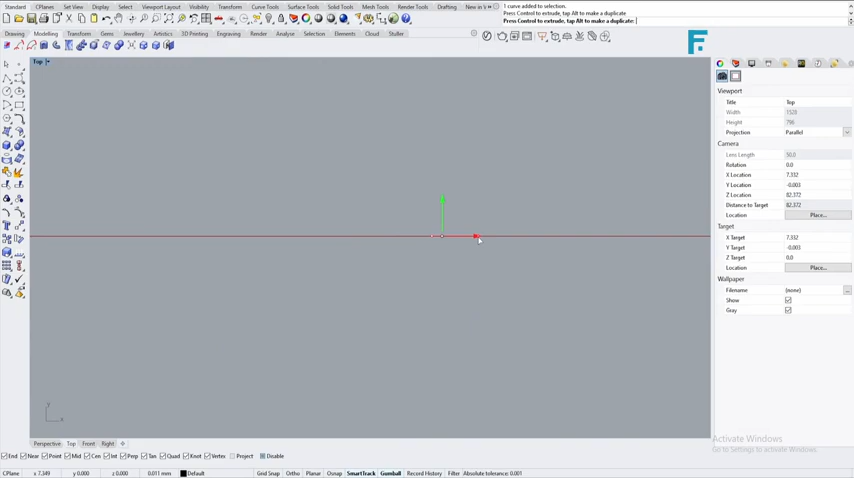 Standard CPlanes Set View Display Select Viewport Layout Visibility Transform Curve Tools Surface Tools Solid Tools Mesh Tools Render Tools Drafting New in V
1 curve added to selection.
Press Control to extrude, tap Alt to make a duplicate
Press Control to extrude, tap Alt to make a duplicate:
Drawing Modelling Transform Gems Jewellery Artistics 3D Printing Engraving Render Analyse Selection Elements Cloud Stuller
F.
Top
Viewport
Title Top
Width 1520
Height 796
Projection Parallel
Camera
Lens Length 50.0
Rotation 0.0
X Location 7.332
Y Location -0.003
Z Location 82.372
Distance to Target 82.372
Location Place...
Target
X Target 7.332
Y Target -0.003
Z Target 0.0
Location Place...
Wallpaper
Filename (none) ...
Show
Gray
y
x
Activate Windows
Go to Settings to activate Windows.
Perspective Top Front Right
End Near Point Mid Cen Int Perp Tan Quad Knot Vertex Project Disable
CPlane x 7.349 y 0.000 z 0.000 0.011 mm Default Grid Snap Ortho Planar Osnap SmartTrack Gumball Record History Filter Absolute tolerance: 0.001